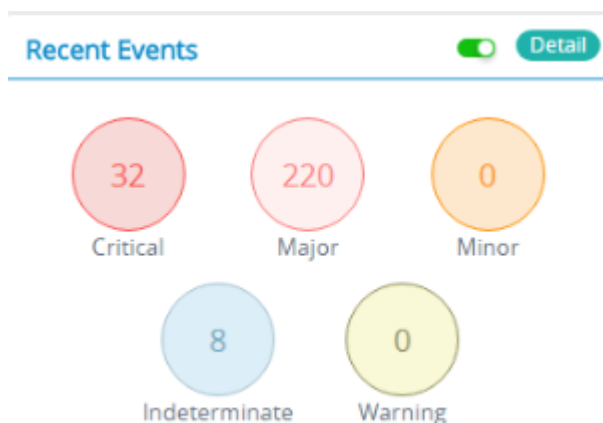 Recent Events Detail
32 220 0
Critical Major Minor
8 0
Indeterminate Warning